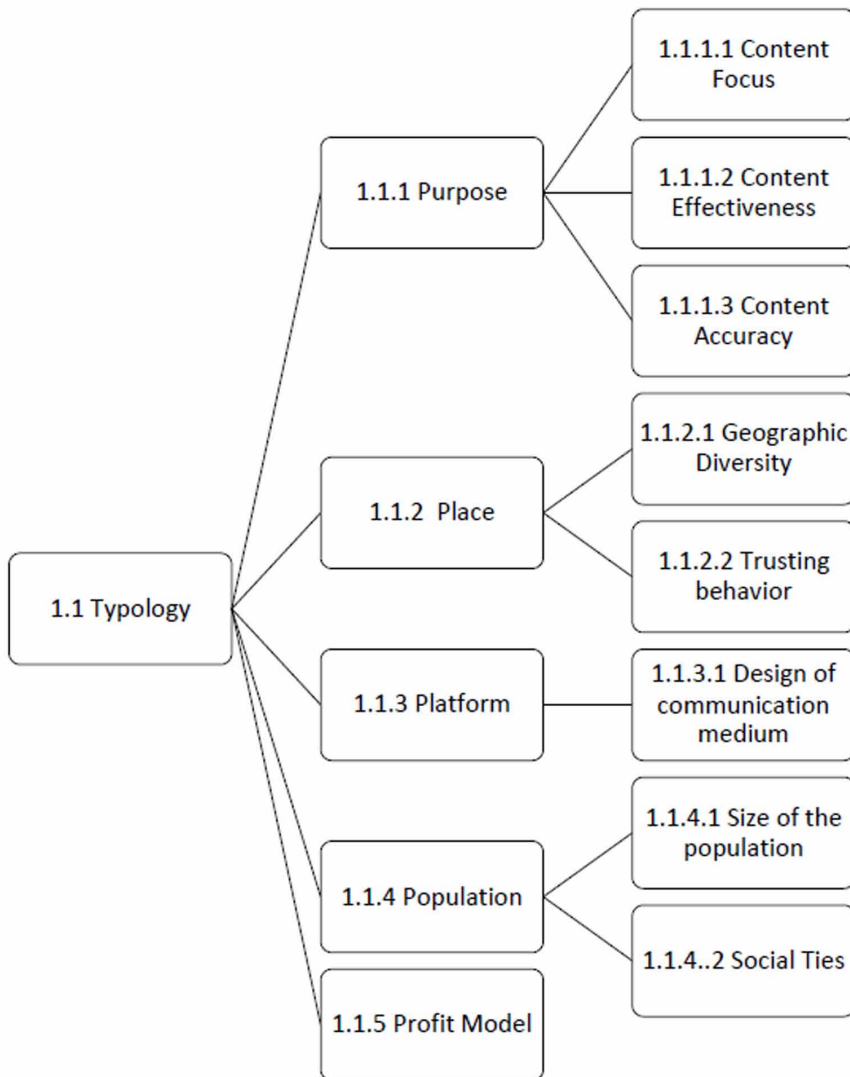 1.1 Typology
1.1.1 Purpose
1.1.1.1 Content
Focus
1.1.1.2 Content
Effectiveness
1.1.1.3 Content
Accuracy
1.1.2 Place
1.1.2.1 Geographic
Diversity
1.1.2.2 Trusting
behavior
1.1.3 Platform
1.1.3.1 Design of
communication
medium
1.1.4 Population
1.1.4.1 Size of the
population
1.1.4..2 Social Ties
1.1.5 Profit Model